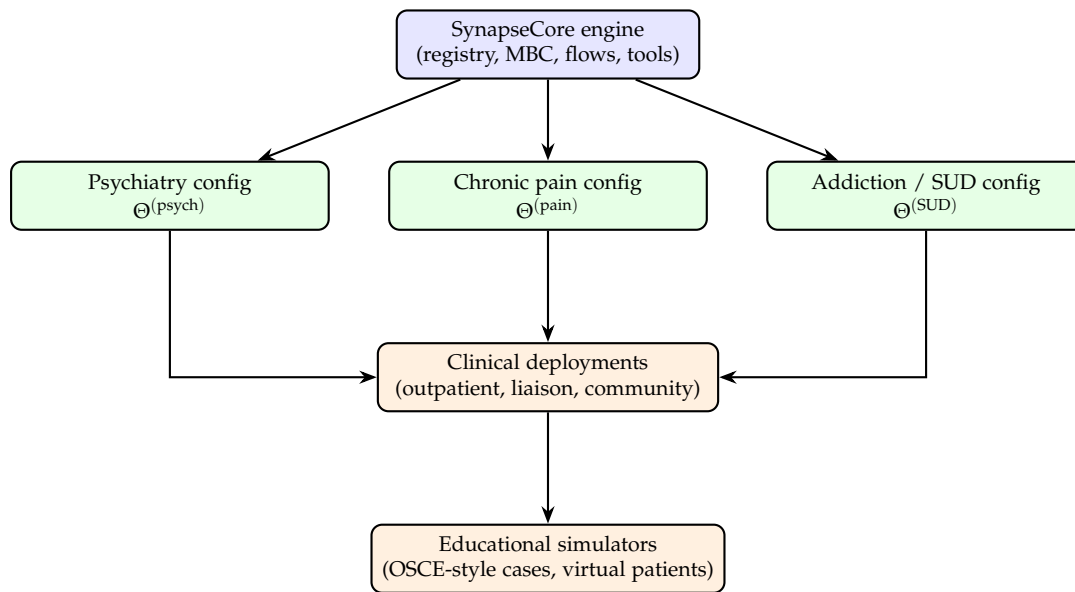 SynapseCore engine
(registry, MBC, flows, tools)
Psychiatry config
Θ(psych)
Chronic pain config
Θ(pain)
Addiction / SUD config
Θ(SUD)
Clinical deployments
(outpatient, liaison, community)
Educational simulators
(OSCE-style cases, virtual patients)